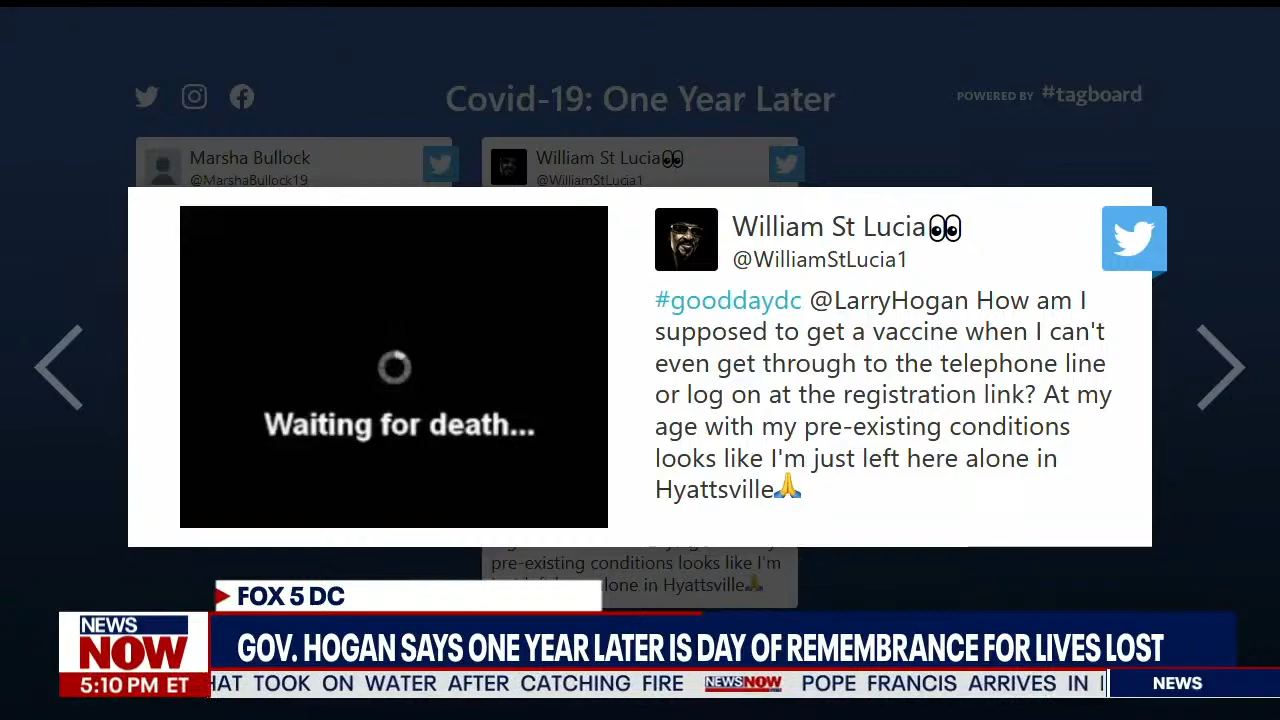 Covid-19: One Year Later
POWERED BY #tagboard
Marsha Bullock
@MarshaBullock19
William St Lucia👀
@WilliamStLucia1
Waiting for death...
William St Lucia👀
@WilliamStLucia1
#gooddaydc @LarryHogan How am I
supposed to get a vaccine when I can't
even get through to the telephone line
or log on at the registration link? At my
age with my pre-existing conditions
looks like I'm just left here alone in
Hyattsville🙏
pre-existing conditions looks like I'm
alone in Hyattsville🙏
FOX 5 DC
NEWS
NOW
GOV. HOGAN SAYS ONE YEAR LATER IS DAY OF REMEMBRANCE FOR LIVES LOST
5:10 PM ET
HAT TOOK ON WATER AFTER CATCHING FIRE NEWSNOW POPE FRANCIS ARRIVES IN
NEWS